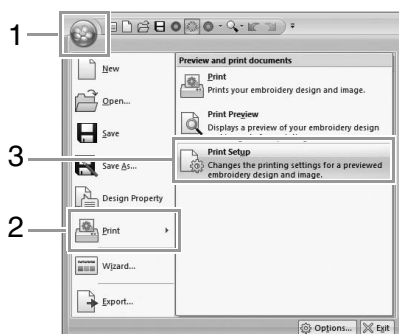 1
Preview and print documents
New
Print
Prints your embroidery design and image.
Open...
Print Preview
Displays a preview of your embroidery design
Save
3
Print Setup
Changes the printing settings for a previewed
embroidery design and image.
Save As...
Design Property
2
Print
Wizard...
Export...
Options...
Exit